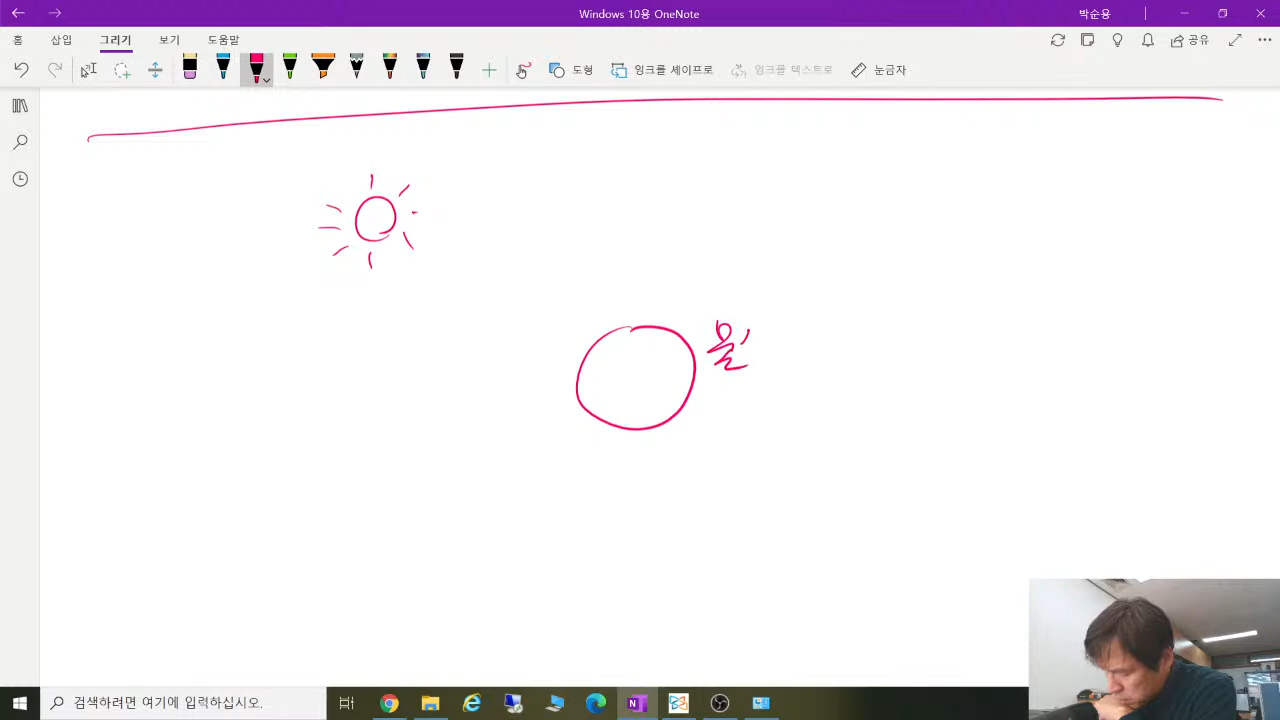 Windows 10용 OneNote
박순용
홈 삽입 그리기 보기 도움말
공유
도형 잉크를 셰이프로 잉크를 텍스트로 눈금자
검색하려면 여기에 입력하십시오.